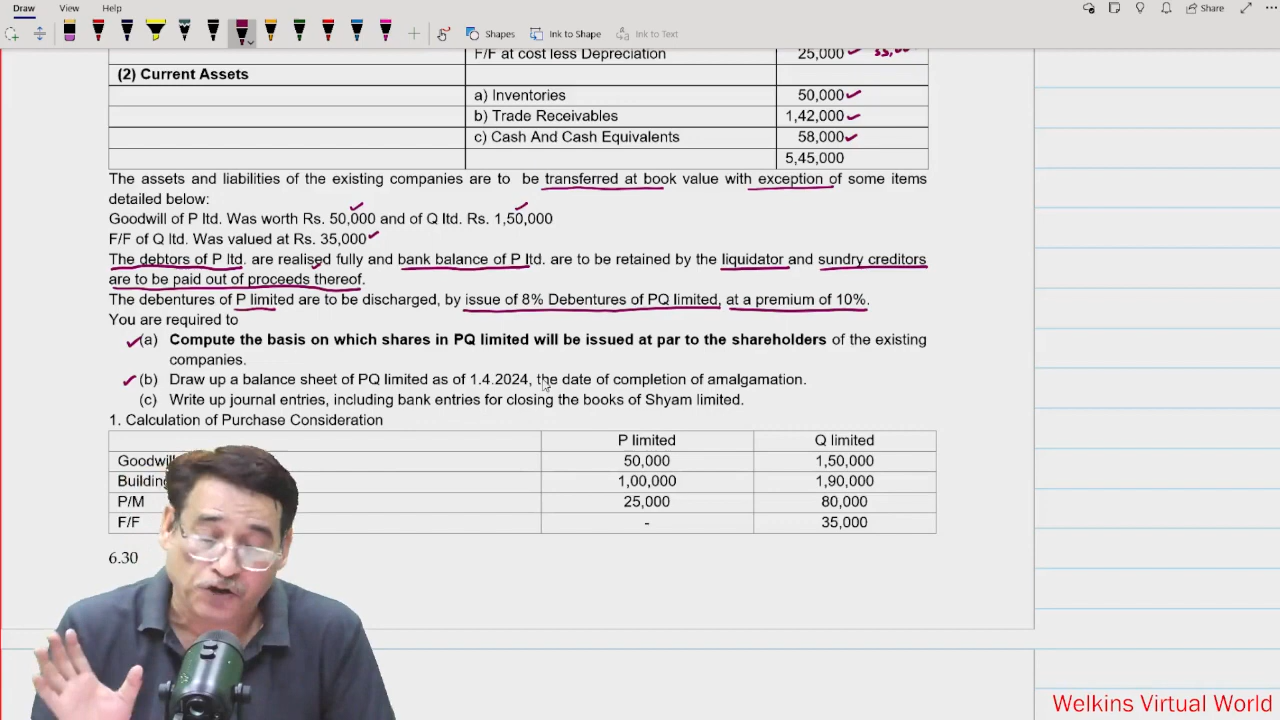 Draw View Help Share
Shapes Ink to Shape Ink to Text
F/F at cost less Depreciation 25,000
(2) Current Assets
a) Inventories 50,000
b) Trade Receivables 1,42,000
c) Cash And Cash Equivalents 58,000
5,45,000
The assets and liabilities of the existing companies are to be transferred at book value with exception of some items
detailed below:
Goodwill of P ltd. Was worth Rs. 50,000 and of Q ltd. Rs. 1,50,000
F/F of Q ltd. Was valued at Rs. 35,000
The debtors of P ltd. are realised fully and bank balance of P ltd. are to be retained by the liquidator and sundry creditors
are to be paid out of proceeds thereof.
The debentures of P limited are to be discharged, by issue of 8% Debentures of PQ limited, at a premium of 10%.
You are required to
(a) Compute the basis on which shares in PQ limited will be issued at par to the shareholders of the existing
companies.
(b) Draw up a balance sheet of PQ limited as of 1.4.2024, the date of completion of amalgamation.
(c) Write up journal entries, including bank entries for closing the books of Shyam limited.
1. Calculation of Purchase Consideration
P limited Q limited
Goodwill 50,000 1,50,000
Building 1,00,000 1,90,000
P/M 25,000 80,000
F/F - 35,000
6.30
Welkins Virtual World